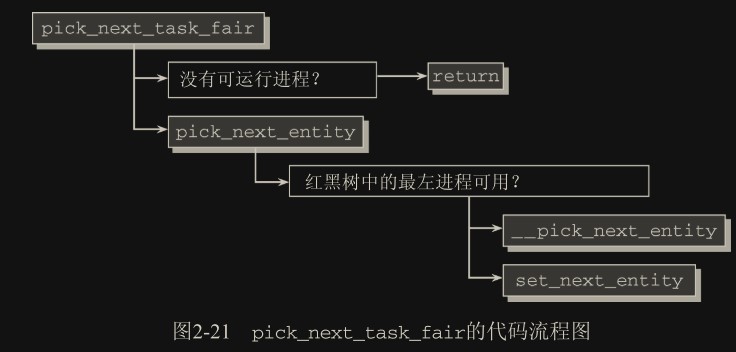 pick_next_task_fair
没有可运行进程？
return
pick_next_entity
红黑树中的最左进程可用？
__pick_next_entity
set_next_entity
图2-21 pick_next_task_fair的代码流程图